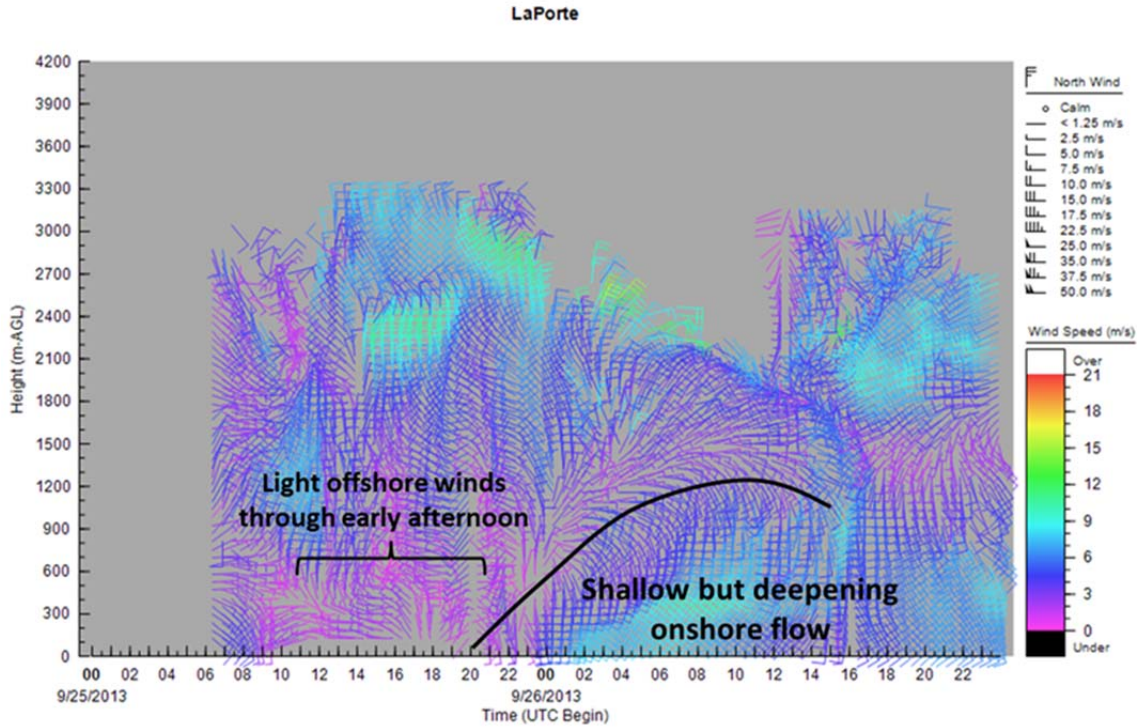 LaPorte
4200
3900
3600
3300
3000
2700
2400
2100
1800
1500
1200
900
600
300
0
Height (m-AGL)
Light offshore winds
through early afternoon
Shallow but deepening
onshore flow
00 02 04 06 08 10 12 14 16 18 20 22 00 02 04 06 08 10 12 14 16 18 20 22
9/25/2013 9/26/2013
Time (UTC Begin)
North Wind
Calm
< 1.25 m/s
2.5 m/s
5.0 m/s
7.5 m/s
10.0 m/s
15.0 m/s
17.5 m/s
22.5 m/s
25.0 m/s
35.0 m/s
37.5 m/s
50.0 m/s
Wind Speed (m/s)
Over
21
18
15
12
9
6
3
0
Under